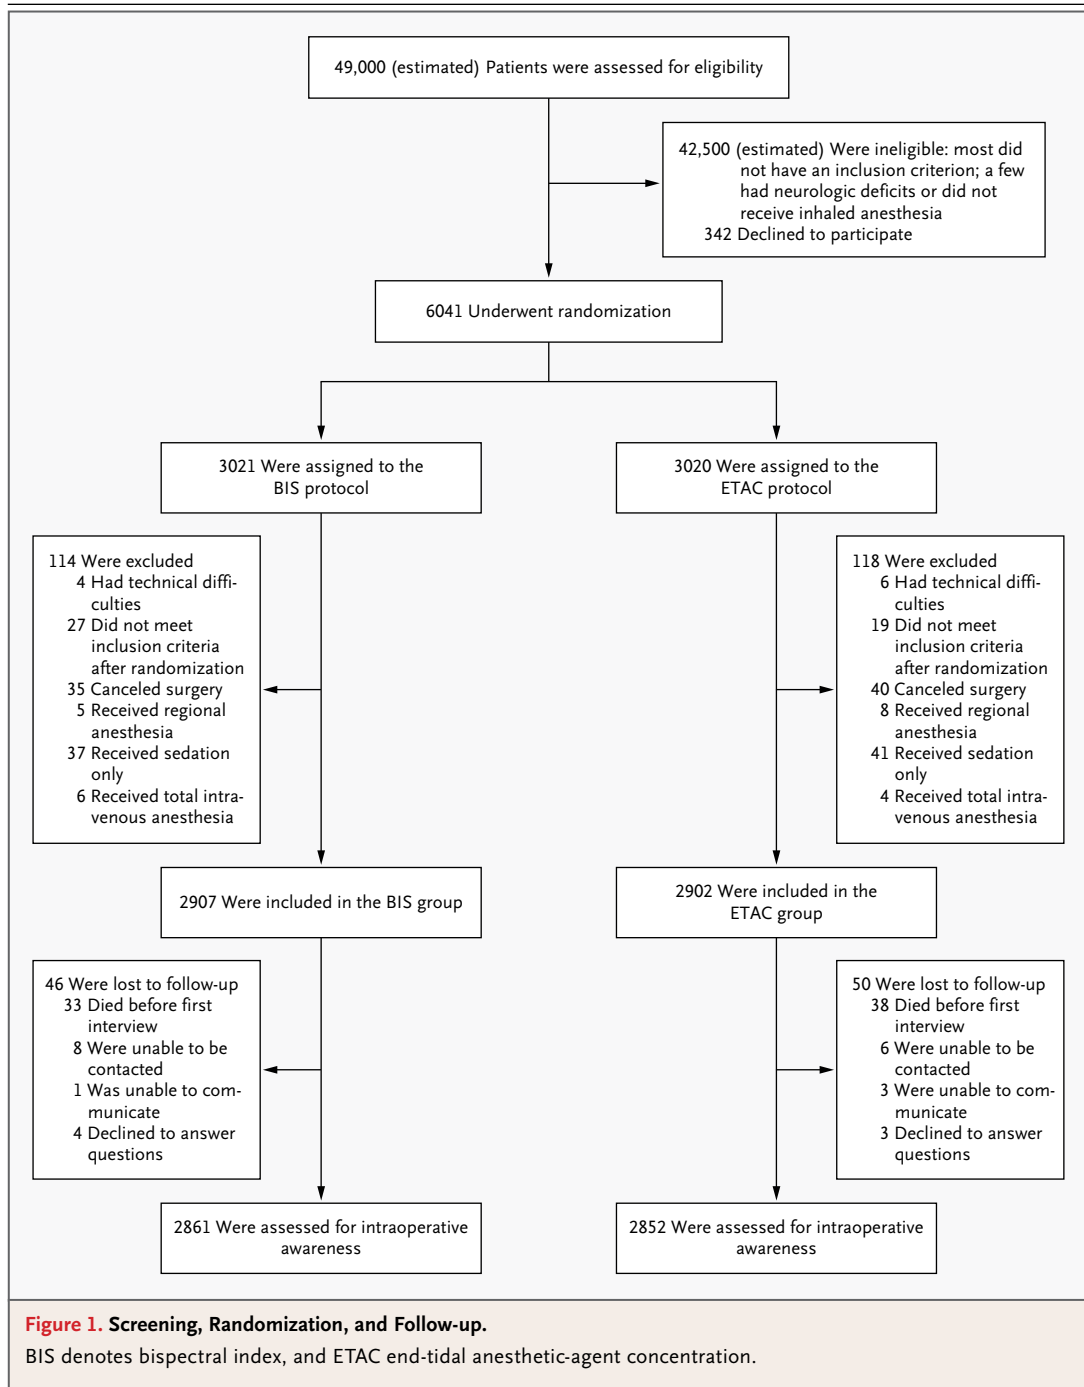 49,000 (estimated) Patients were assessed for eligibility
42,500 (estimated) Were ineligible: most did
not have an inclusion criterion; a few
had neurologic deficits or did not
receive inhaled anesthesia
342 Declined to participate
6041 Underwent randomization
3021 Were assigned to the
BIS protocol
3020 Were assigned to the
ETAC protocol
114 Were excluded
4 Had technical diffi-
culties
27 Did not meet
inclusion criteria
after randomization
35 Canceled surgery
5 Received regional
anesthesia
37 Received sedation
only
6 Received total intra-
venous anesthesia
118 Were excluded
6 Had technical diffi-
culties
19 Did not meet
inclusion criteria
after randomization
40 Canceled surgery
8 Received regional
anesthesia
41 Received sedation
only
4 Received total intra-
venous anesthesia
2907 Were included in the BIS group
2902 Were included in the
ETAC group
46 Were lost to follow-up
33 Died before first
interview
8 Were unable to be
contacted
1 Was unable to com-
municate
4 Declined to answer
questions
50 Were lost to follow-up
38 Died before first
interview
6 Were unable to be
contacted
3 Were unable to com-
municate
3 Declined to answer
questions
2861 Were assessed for intraoperative
awareness
2852 Were assessed for intraoperative
awareness
Figure 1. Screening, Randomization, and Follow-up.
BIS denotes bispectral index, and ETAC end-tidal anesthetic-agent concentration.